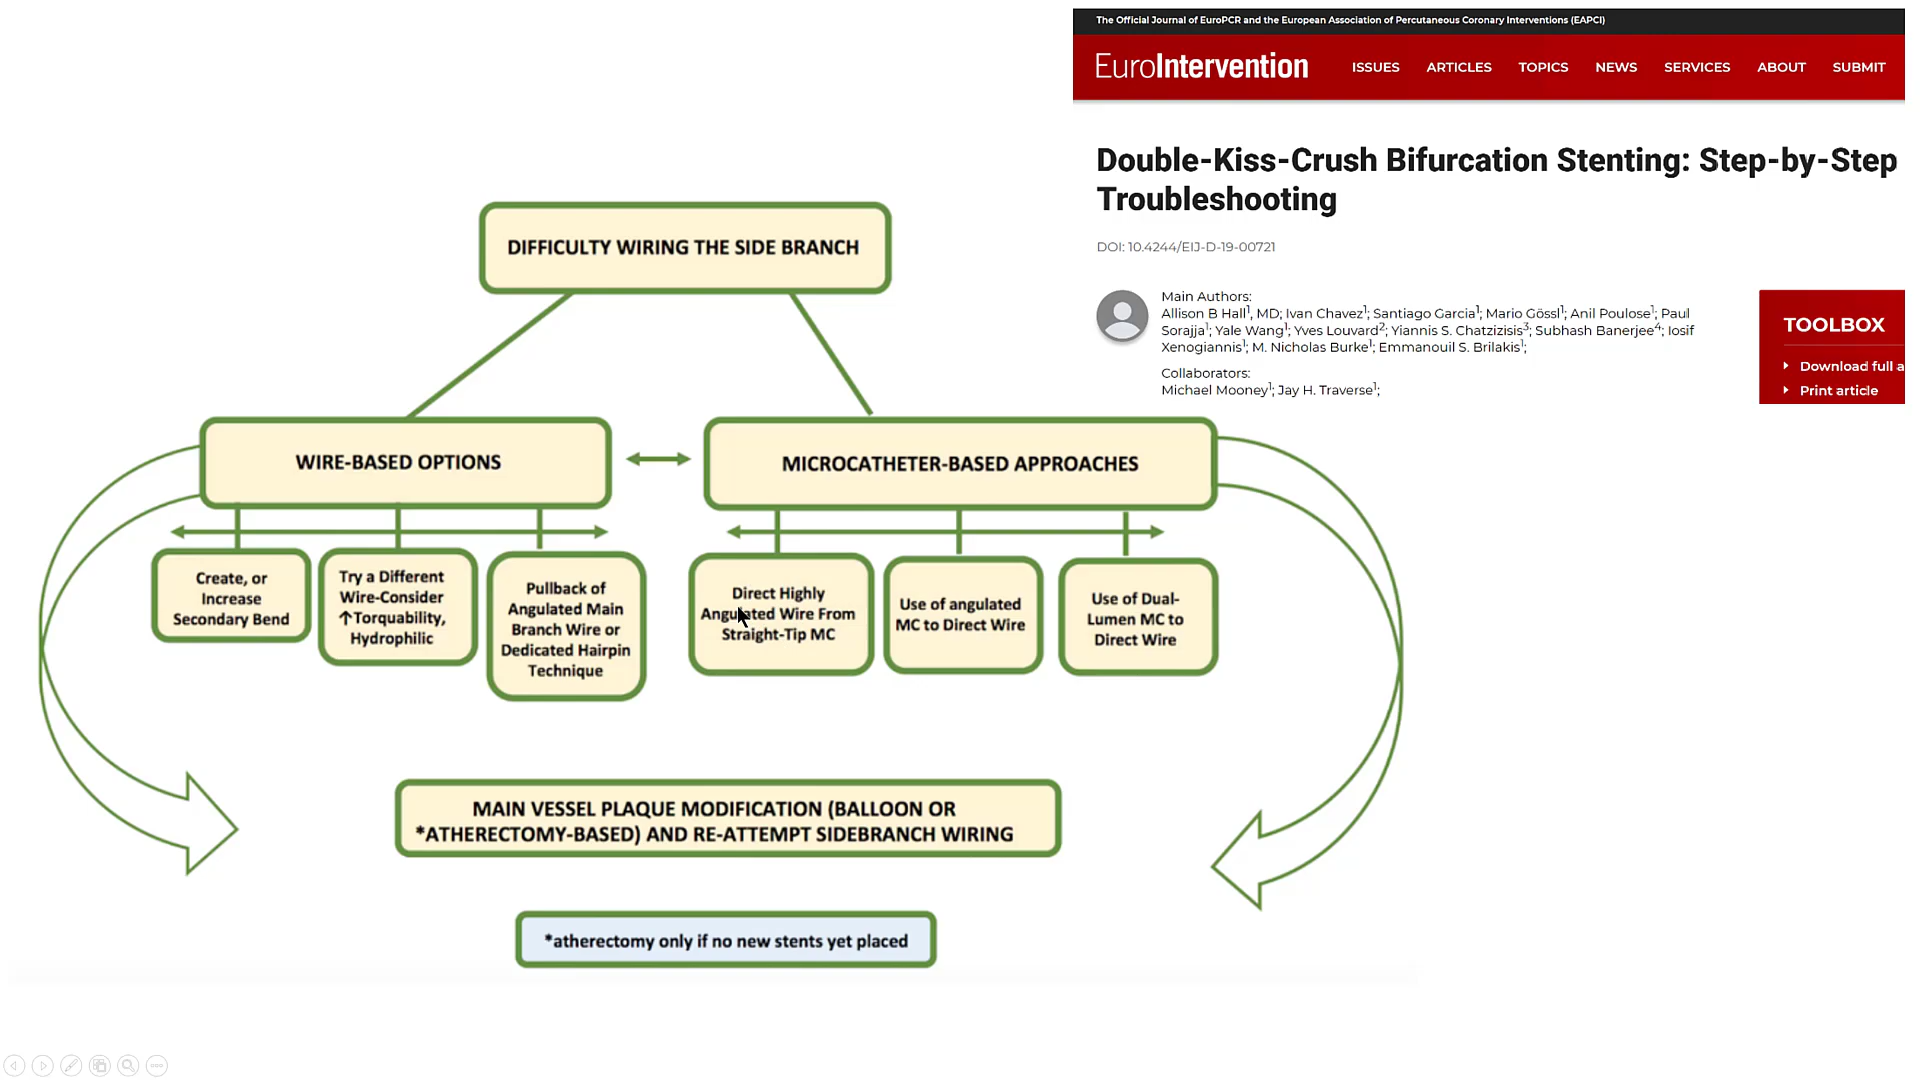 The Official Journal of EuroPCR and the European Association of Percutaneous Coronary Interventions (EAPCI)
EuroIntervention ISSUES ARTICLES TOPICS NEWS SERVICES ABOUT SUBMIT
Double-Kiss-Crush Bifurcation Stenting: Step-by-Step
Troubleshooting
DOI: 10.4244/EIJ-D-19-00721
Main Authors:
Allison B Hall¹, MD; Ivan Chavez¹; Santiago Garcia¹; Mario Gössl¹; Anil Poulose¹; Paul
Sorajja¹; Yale Wang¹; Yves Louvard²; Yiannis S. Chatzizisis³; Subhash Banerjee⁴; Iosif
Xenogiannis¹; M. Nicholas Burke¹; Emmanouil S. Brilakis¹;
Collaborators:
Michael Mooney¹; Jay H. Traverse¹;
TOOLBOX
Download full a
Print article
DIFFICULTY WIRING THE SIDE BRANCH
WIRE-BASED OPTIONS
MICROCATHETER-BASED APPROACHES
Create, or
Increase
Secondary Bend
Try a Different
Wire-Consider
↑Torquability,
Hydrophilic
Pullback of
Angulated Main
Branch Wire or
Dedicated Hairpin
Technique
Direct Highly
Angulated Wire From
Straight-Tip MC
Use of angulated
MC to Direct Wire
Use of Dual-
Lumen MC to
Direct Wire
MAIN VESSEL PLAQUE MODIFICATION (BALLOON OR
*ATHERECTOMY-BASED) AND RE-ATTEMPT SIDEBRANCH WIRING
*atherectomy only if no new stents yet placed